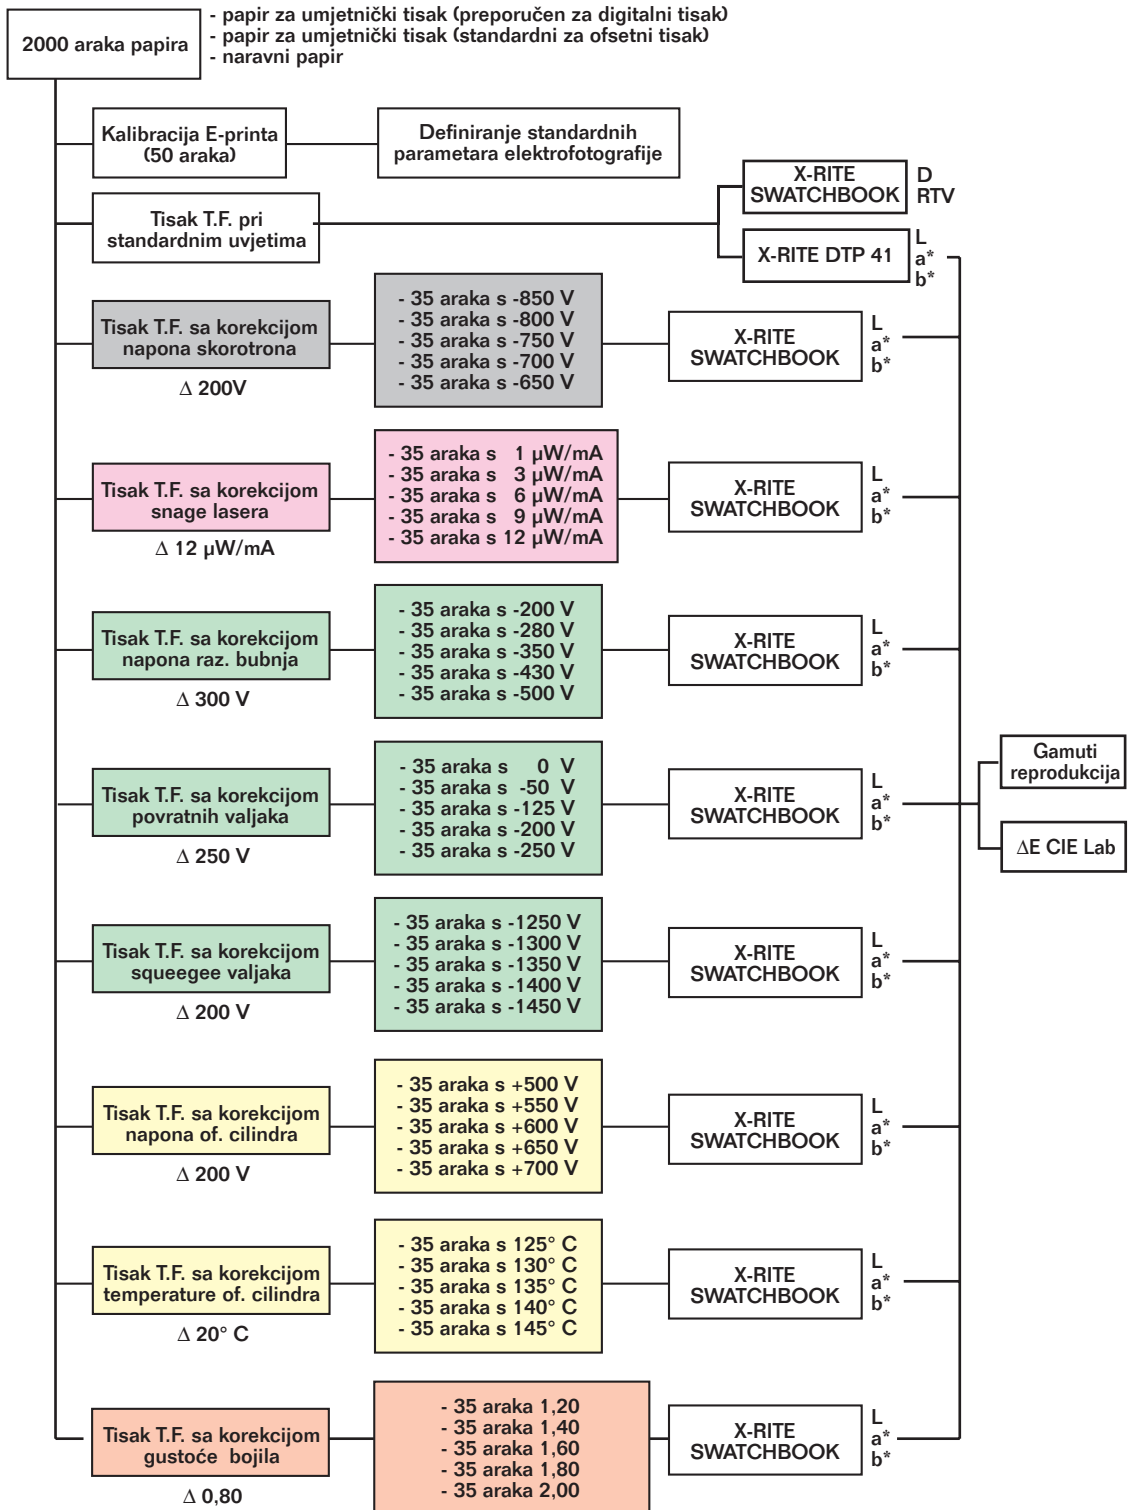 2000 araka papira
- papir za umjetnički tisak (preporučen za digitalni tisak)
- papir za umjetnički tisak (standardni za ofsetni tisak)
- naravni papir
Kalibracija E-printa
(50 araka)
Definiranje standardnih
parametara elektrofotografije
Tisak T.F. pri
standardnim uvjetima
X-RITE
SWATCHBOOK
D
RTV
X-RITE DTP 41
L
a*
b*
Tisak T.F. sa korekcijom
napona skorotrona
Δ 200V
- 35 araka s -850 V
- 35 araka s -800 V
- 35 araka s -750 V
- 35 araka s -700 V
- 35 araka s -650 V
X-RITE
SWATCHBOOK
L
a*
b*
Tisak T.F. sa korekcijom
snage lasera
Δ 12 µW/mA
- 35 araka s 1 µW/mA
- 35 araka s 3 µW/mA
- 35 araka s 6 µW/mA
- 35 araka s 9 µW/mA
- 35 araka s 12 µW/mA
X-RITE
SWATCHBOOK
L
a*
b*
Tisak T.F. sa korekcijom
napona raz. bubnja
Δ 300 V
- 35 araka s -200 V
- 35 araka s -280 V
- 35 araka s -350 V
- 35 araka s -430 V
- 35 araka s -500 V
X-RITE
SWATCHBOOK
L
a*
b*
Tisak T.F. sa korekcijom
povratnih valjaka
Δ 250 V
- 35 araka s 0 V
- 35 araka s -50 V
- 35 araka s -125 V
- 35 araka s -200 V
- 35 araka s -250 V
X-RITE
SWATCHBOOK
L
a*
b*
Gamuti
reprodukcija
ΔE CIE Lab
Tisak T.F. sa korekcijom
squeegee valjaka
Δ 200 V
- 35 araka s -1250 V
- 35 araka s -1300 V
- 35 araka s -1350 V
- 35 araka s -1400 V
- 35 araka s -1450 V
X-RITE
SWATCHBOOK
L
a*
b*
Tisak T.F. sa korekcijom
napona of. cilindra
Δ 200 V
- 35 araka s +500 V
- 35 araka s +550 V
- 35 araka s +600 V
- 35 araka s +650 V
- 35 araka s +700 V
X-RITE
SWATCHBOOK
L
a*
b*
Tisak T.F. sa korekcijom
temperature of. cilindra
Δ 20° C
- 35 araka s 125° C
- 35 araka s 130° C
- 35 araka s 135° C
- 35 araka s 140° C
- 35 araka s 145° C
X-RITE
SWATCHBOOK
L
a*
b*
Tisak T.F. sa korekcijom
gustoće bojila
Δ 0,80
- 35 araka 1,20
- 35 araka 1,40
- 35 araka 1,60
- 35 araka 1,80
- 35 araka 2,00
X-RITE
SWATCHBOOK
L
a*
b*